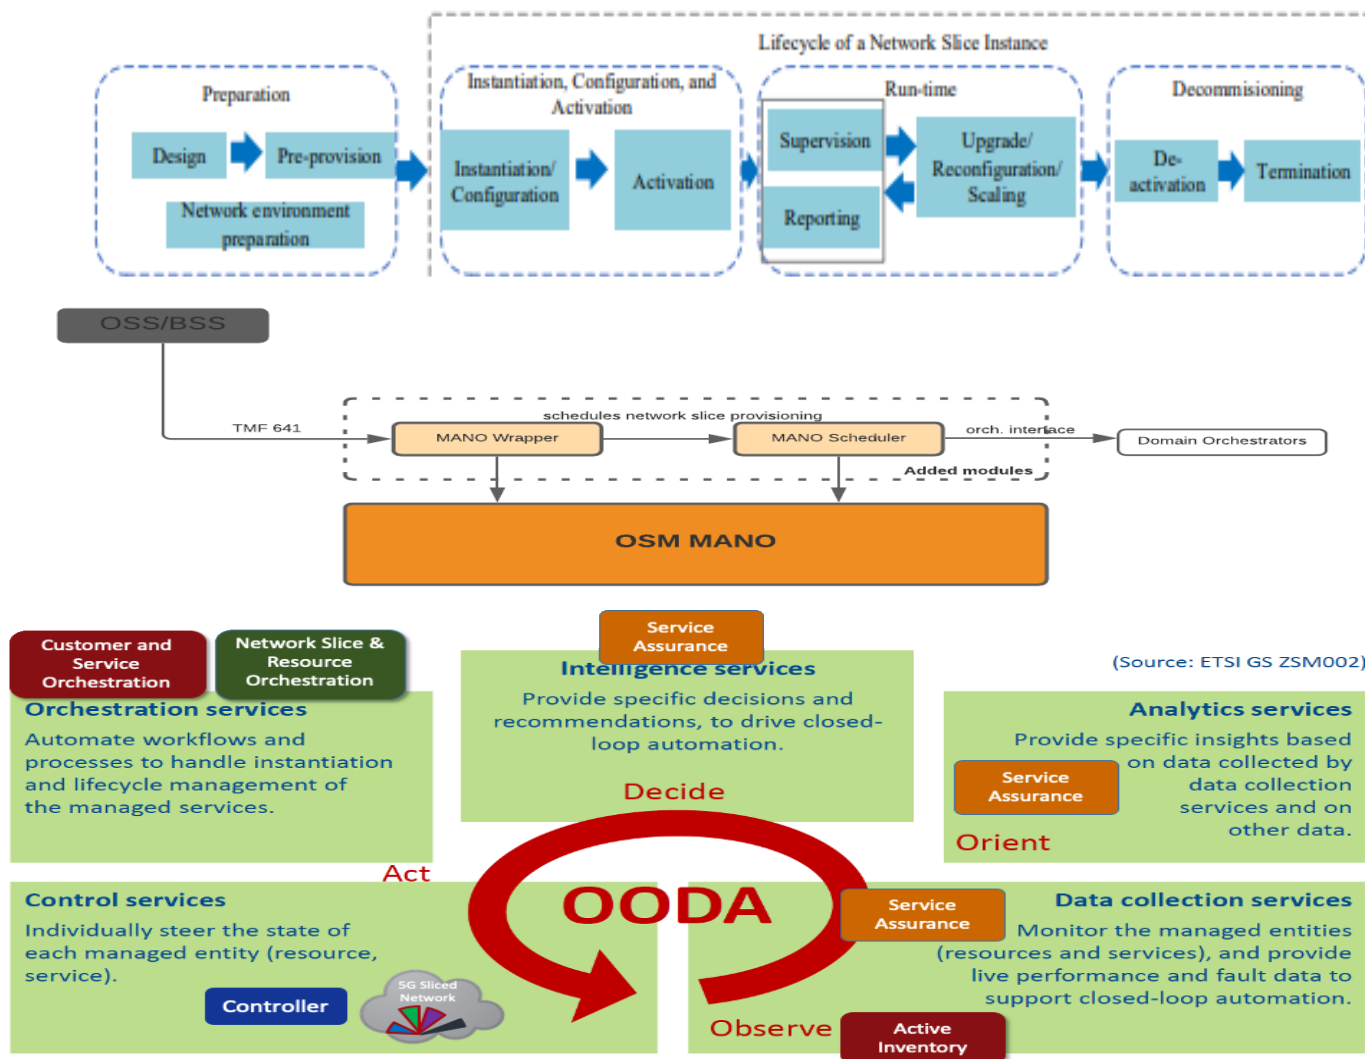 Lifecycle of a Network Slice Instance
Preparation
Design
Pre-provision
Network environment
preparation
Instantiation, Configuration, and
Activation
Instantiation/
Configuration
Activation
Run-time
Supervision
Reporting
Upgrade/
Reconfiguration/
Scaling
Decommisioning
De-
activation
Termination
OSS/BSS
TMF 641
schedules network slice provisioning
MANO Wrapper
MANO Scheduler
orch. interface
Domain Orchestrators
Added modules
OSM MANO
Customer and
Service
Orchestration
Network Slice &
Resource
Orchestration
Orchestration services
Automate workflows and
processes to handle instantiation
and lifecycle management of
the managed services.
Service
Assurance
Intelligence services
Provide specific decisions and
recommendations, to drive closed-
loop automation.
Decide
(Source: ETSI GS ZSM002)
Analytics services
Provide specific insights based
on data collected by
data collection
services and on
other data.
Service
Assurance
Orient
Act
OODA
Control services
Individually steer the state of
each managed entity (resource,
service).
Controller
5G Sliced
Network
Service
Assurance
Data collection services
Monitor the managed entities
(resources and services), and provide
live performance and fault data to
support closed-loop automation.
Observe
Active
Inventory